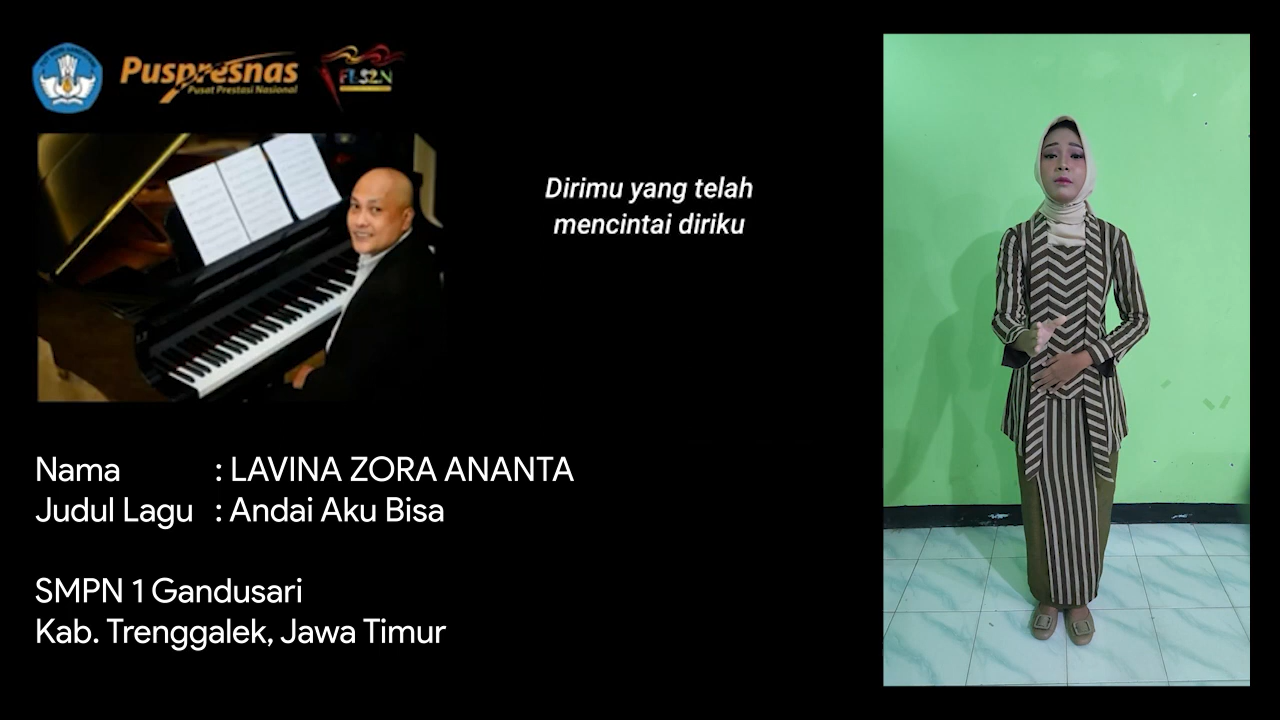 Puspresnas
Pusat Prestasi Nasional
FLS2N
Dirimu yang telah
mencintai diriku
Nama : LAVINA ZORA ANANTA
Judul Lagu : Andai Aku Bisa
SMPN 1 Gandusari
Kab. Trenggalek, Jawa Timur